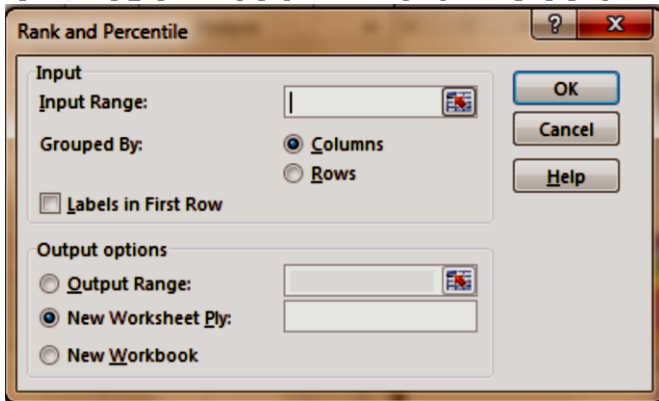 Rank and Percentile
?
X
Input
Input Range:
Grouped By:
Columns
Rows
Labels in First Row
OK
Cancel
Help
Output options
Output Range:
New Worksheet Ply:
New Workbook